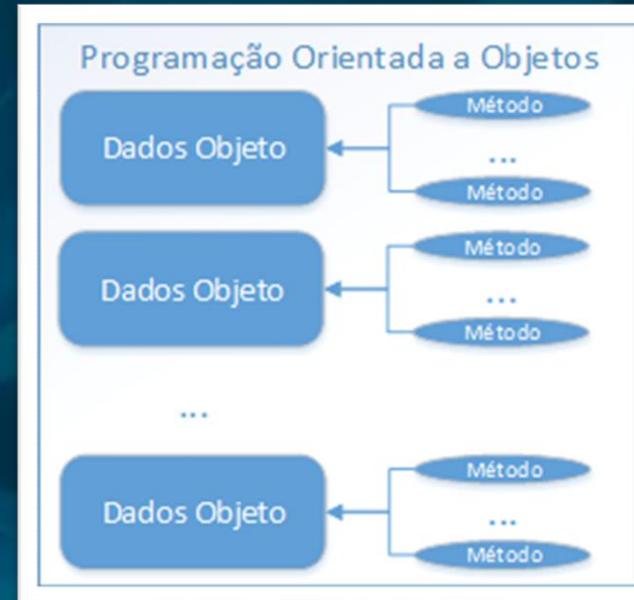 Programação Orientada a Objetos
Dados Objeto
Método
...
Método
Dados Objeto
Método
...
Método
...
Dados Objeto
Método
...
Método